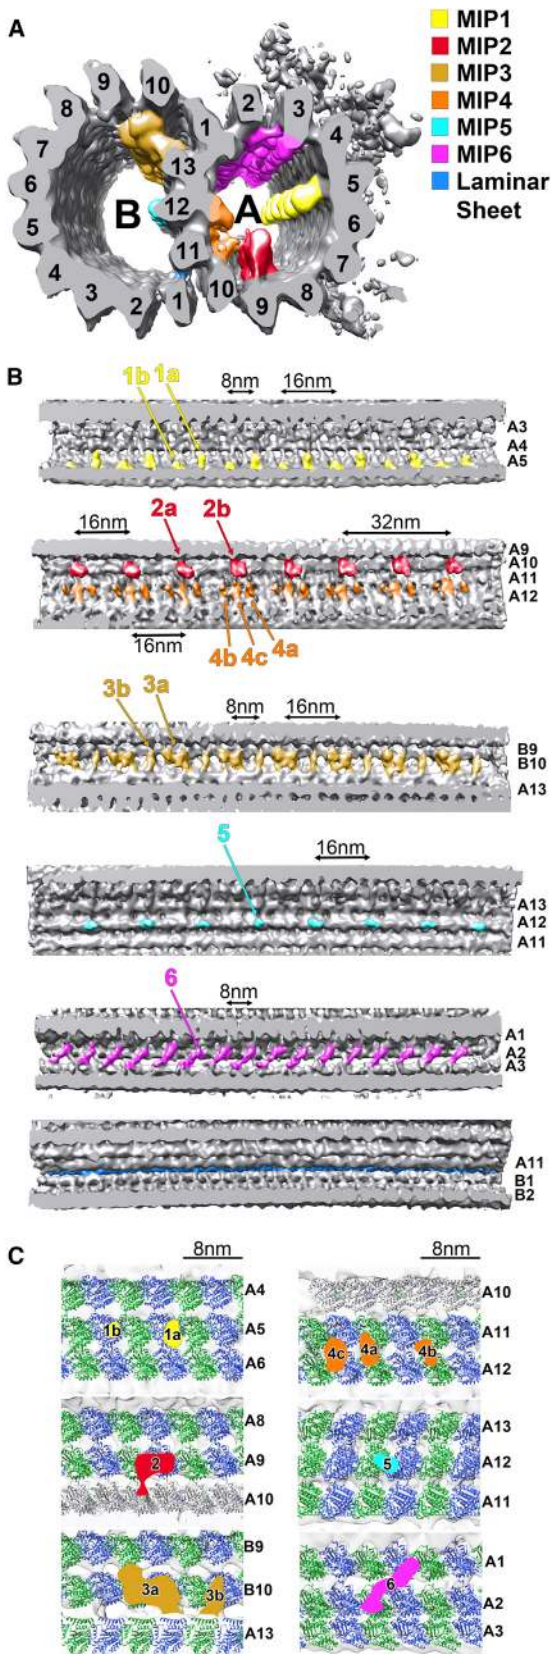 A
MIP1
MIP2
MIP3
MIP4
MIP5
MIP6
Laminar
Sheet
10
9
8
7
6
5
4
3
2
1
13
12
11
10
9
8
7
6
5
4
3
2
1
B
A
B
1b 1a 8nm 16nm
A3
A4
A5
16nm 2a 2b 32nm
A9
A10
A11
A12
16nm 4b 4c 4a
3b 3a 8nm 16nm
B9
B10
A13
5 16nm
A13
A12
A11
6 8nm
A1
A2
A3
A11
B1
B2
C
8nm
A4
1b 1a A5
A6
A8
2 A9
A10
B9
3a 3b B10
A13
8nm
A10
A11
4c 4a 4b
A12
A13
5 A12
A11
A1
6
A2
A3